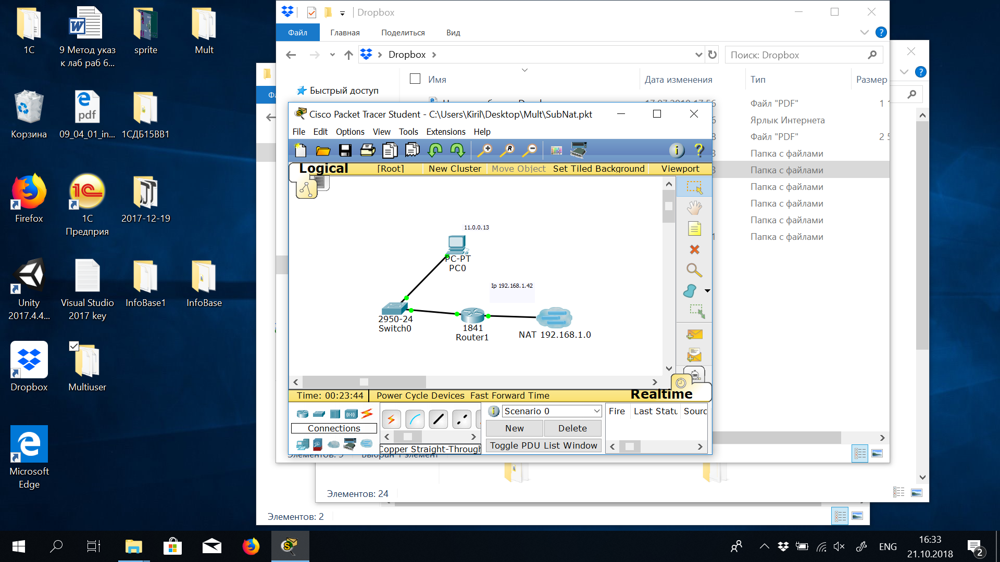 1C
9 Метод указ
к лаб раб 6...
sprite
Mult
Корзина
pdf
09_04_01_in...
1СДБ15ВВ1
Firefox
1C
Предприя
2017-12-19
Unity
2017.4.4...
Visual Studio
2017 key
InfoBase1
InfoBase
Dropbox
Multiuser
Microsoft
Edge
Dropbox
Файл
Главная
Поделиться
Вид
Dropbox
Поиск: Dropbox
Имя
Дата изменения
Тип
Размер
Быстрый доступ
Файл "PDF"
Ярлык Интернета
Файл "PDF"
Папка с файлами
Папка с файлами
Папка с файлами
Папка с файлами
Папка с файлами
Папка с файлами
Cisco Packet Tracer Student - C:\Users\Kiril\Desktop\Mult\SubNat.pkt
File
Edit
Options
View
Tools
Extensions
Help
Logical
[Root]
New Cluster
Move Object
Set Tiled Background
Viewport
11.0.0.13
PC-PT
PC0
Ip 192.168.1.42
2950-24
Switch0
1841
Router1
NAT 192.168.1.0
Time: 00:23:44
Power Cycle Devices
Fast Forward Time
Realtime
Connections
Copper Straight-Through
Scenario 0
New
Delete
Toggle PDU List Window
Fire
Last Statu
Sourc
Элементов: 9
Выбран 1 элемент
Элементов: 24
Элементов: 2
ENG
16:33
21.10.2018
2